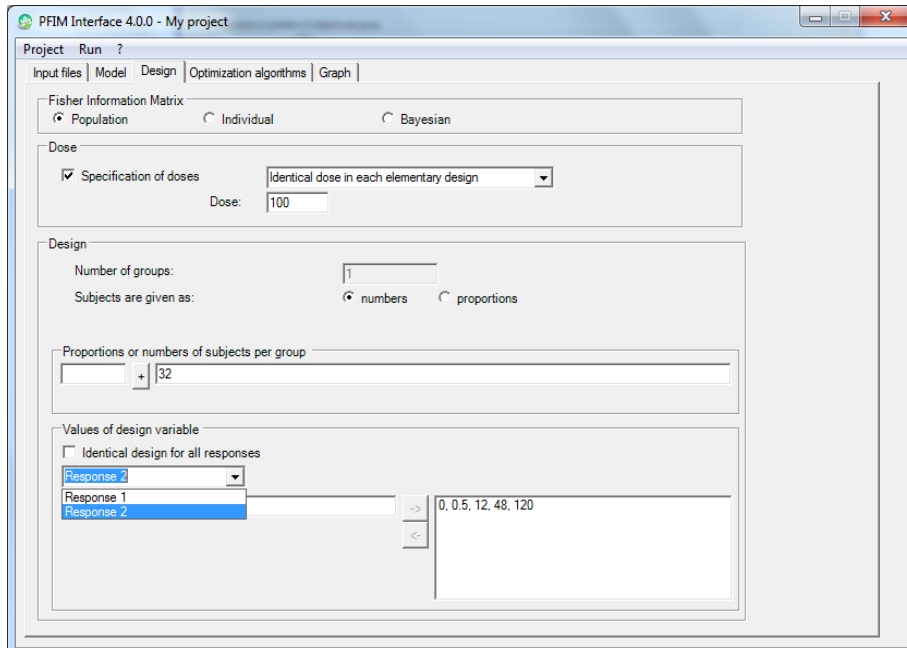 PFIM Interface 4.0.0 - My project
Project Run ?
Input files Model Design Optimization algorithms Graph
Fisher Information Matrix
Population Individual Bayesian
Dose
Specification of doses Identical dose in each elementary design
Dose: 100
Design
Number of groups: 1
Subjects are given as: numbers proportions
Proportions or numbers of subjects per group
+ 32
Values of design variable
Identical design for all responses
Response 2
Response 1
Response 2
-> 0, 0.5, 12, 48, 120
<-